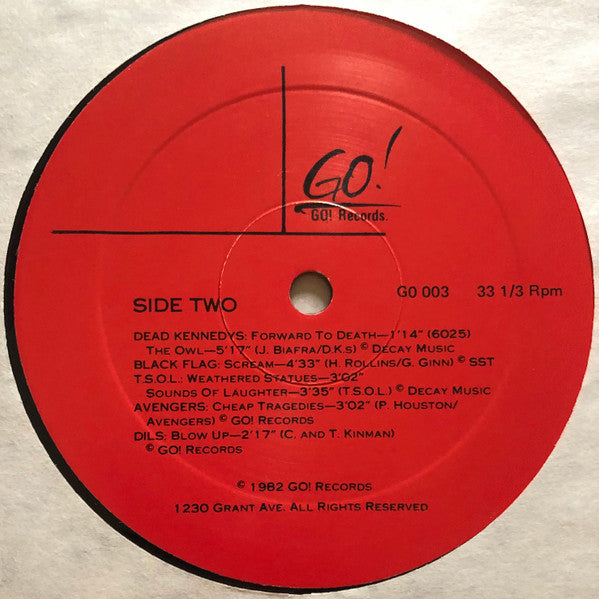 GO!
GO! Records.
GO 003 33 1/3 Rpm
SIDE TWO
DEAD KENNEDYS: FORWARD TO DEATH—1'14" (6025)
THE OWL—5'17" (J. BIAFRA/D.K.s) © DECAY MUSIC
BLACK FLAG: SCREAM—4'33" (H. ROLLINS/G. GINN) © SST
T.S.O.L.: WEATHERED STATUES—3'02"
SOUNDS OF LAUGHTER—3'35" (T.S.O.L.) © DECAY MUSIC
AVENGERS: CHEAP TRAGEDIES—3'02" (P. HOUSTON/
AVENGERS) © GO! RECORDS
DILS: BLOW UP—2'17" (C. AND T. KINMAN)
© GO! RECORDS
© 1982 GO! RECORDS
1230 GRANT AVE. ALL RIGHTS RESERVED